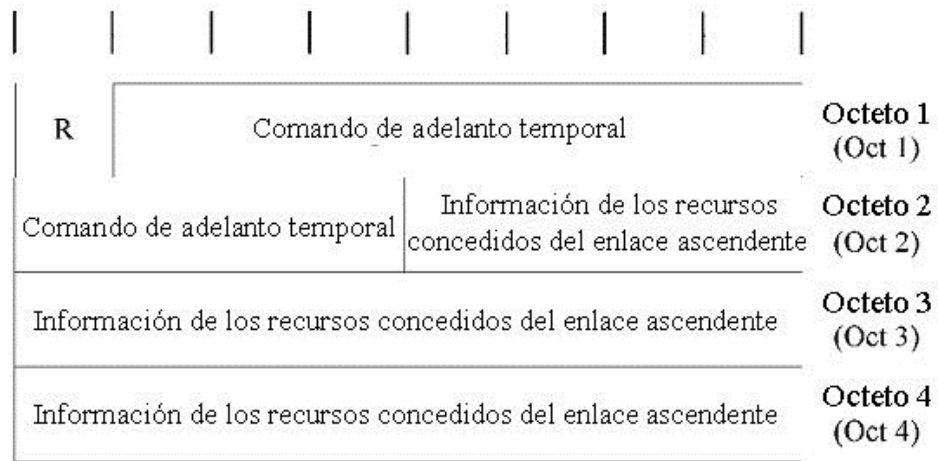 R
Comando de adelanto temporal
Octeto 1
(Oct 1)
Comando de adelanto temporal
Información de los recursos
concedidos del enlace ascendente
Octeto 2
(Oct 2)
Información de los recursos concedidos del enlace ascendente
Octeto 3
(Oct 3)
Información de los recursos concedidos del enlace ascendente
Octeto 4
(Oct 4)